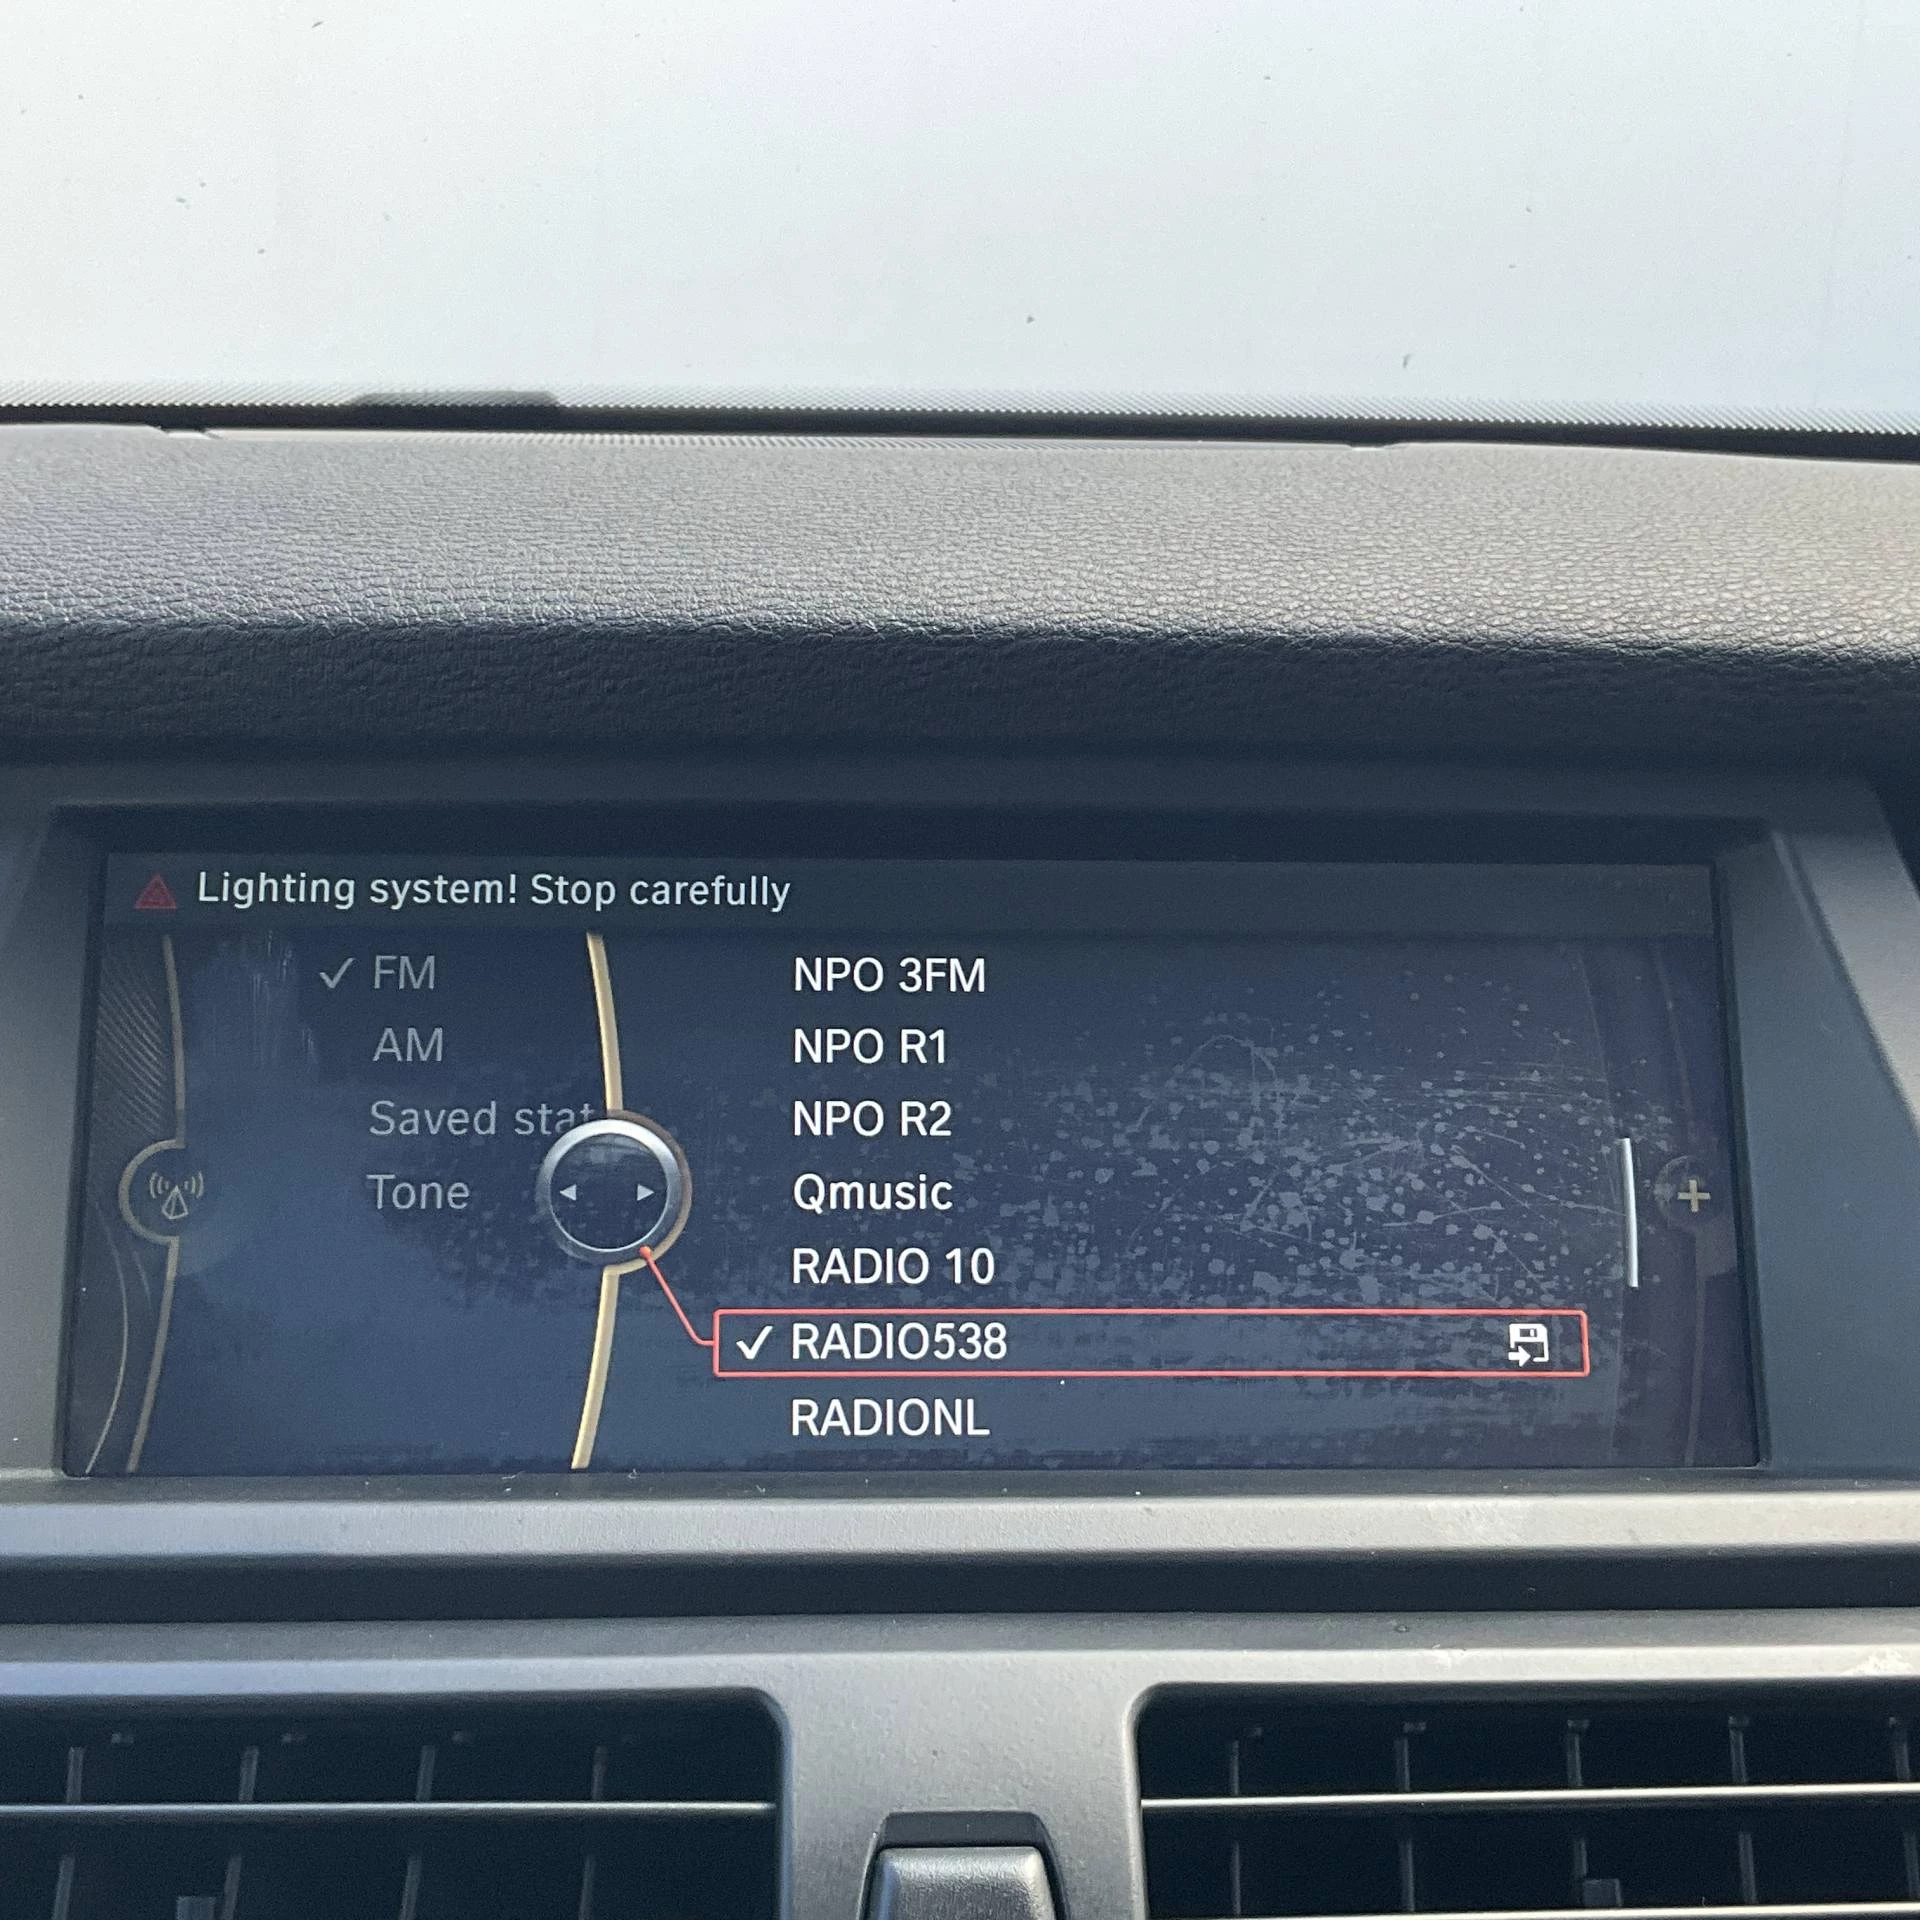 Lighting system! Stop carefully
FM
AM
Saved stat
Tone
NPO 3FM
NPO R1
NPO R2
Qmusic
RADIO 10
RADIO538
RADIONL